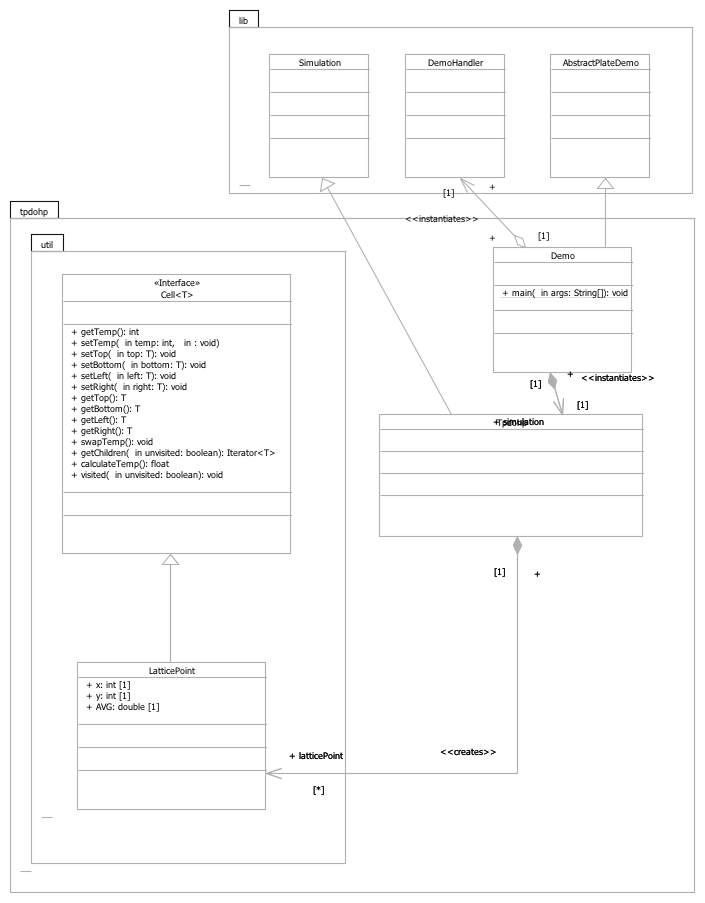 lib
Simulation
DemoHandler
AbstractPlateDemo
[1]
+
<<instantiates>>
tpdohp
+
[1]
util
Demo
«Interface»
Cell<T>
+ main(  in args: String[]): void
+ getTemp(): int
+ setTemp(  in temp: int,   in : void)
+ setTop(  in top: T): void
+ setBottom(  in bottom: T): void
+ setLeft(  in left: T): void
+ setRight(  in right: T): void
+ getTop(): T
+ getBottom(): T
+ getLeft(): T
+ getRight(): T
+ swapTemp(): void
+ getChildren(  in unvisited: boolean): Iterator<T>
+ calculateTemp(): float
+ visited(  in unvisited: boolean): void
+
<<instantiates>>
[1]
[1]
+ simulation
Tpdohp
[1]
+
LatticePoint
+ x: int [1]
+ y: int [1]
+ AVG: double [1]
+ latticePoint
<<creates>>
[*]